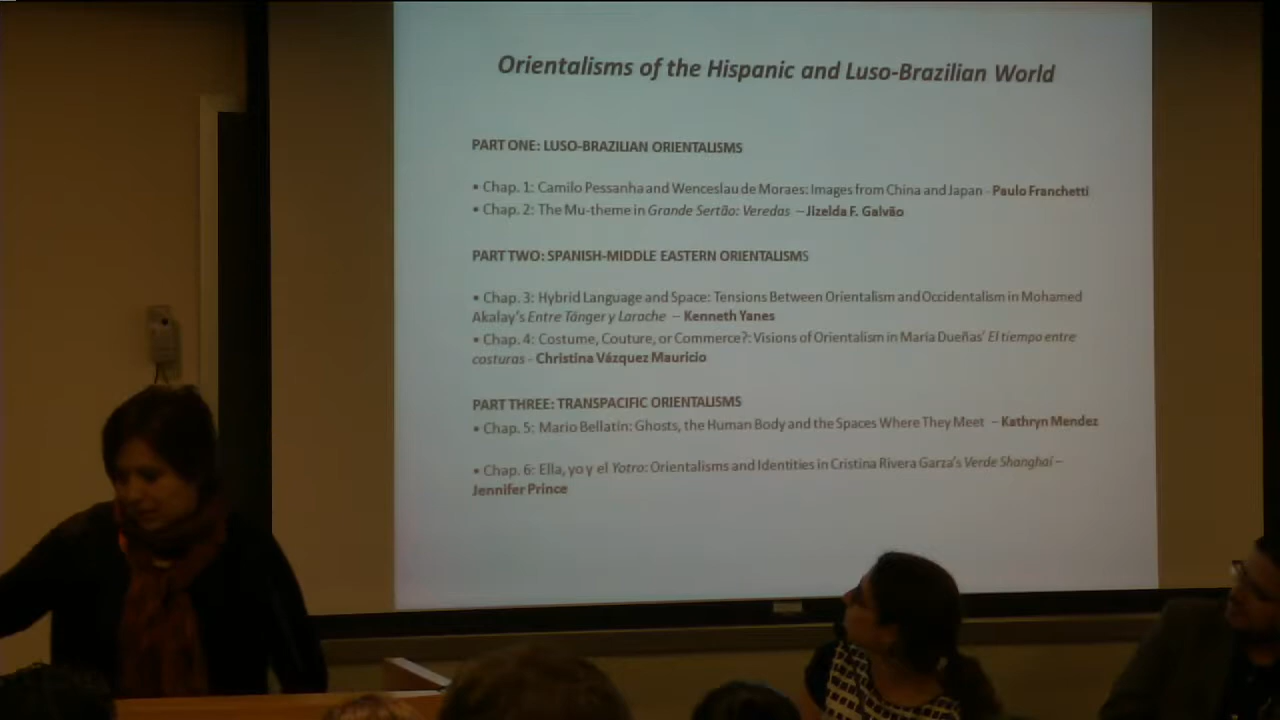 Orientalisms of the Hispanic and Luso-Brazilian World
PART ONE: LUSO-BRAZILIAN ORIENTALISMS
• Chap. 1: Camilo Pessanha and Wenceslau de Moraes: Images from China and Japan - Paulo Franchetti
• Chap. 2: The Mu-theme in Grande Sertão: Veredas – Jizelda F. Galvão
PART TWO: SPANISH-MIDDLE EASTERN ORIENTALISMS
• Chap. 3: Hybrid Language and Space: Tensions Between Orientalism and Occidentalism in Mohamed
Akalay's Entre Tánger y Larache – Kenneth Yanes
• Chap. 4: Costume, Couture, or Commerce?: Visions of Orientalism in María Dueñas' El tiempo entre
costuras - Christina Vázquez Mauricio
PART THREE: TRANSPACIFIC ORIENTALISMS
• Chap. 5: Mario Bellatin: Ghosts, the Human Body and the Spaces Where They Meet – Kathryn Mendez
• Chap. 6: Ella, yo y el Yotro: Orientalisms and Identities in Cristina Rivera Garza's Verde Shanghai –
Jennifer Prince